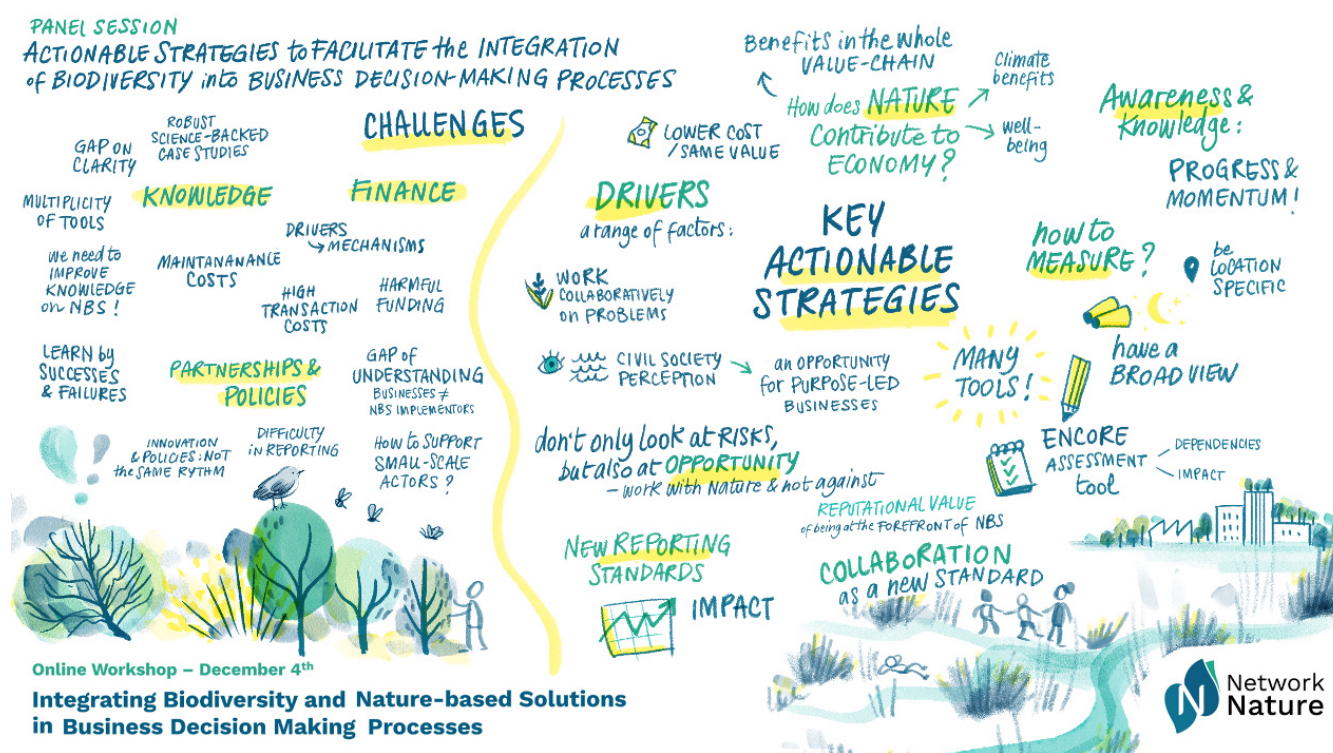 PANEL SESSION
ACTIONABLE STRATEGIES to FACILITATE the INTEGRATION
of BIODIVERSITY into BUSINESS DECISION-MAKING PROCESSES
CHALLENGES
KNOWLEDGE
GAP ON
CLARITY
ROBUST
SCIENCE-BACKED
CASE STUDIES
MULTIPLICITY
OF TOOLS
we need to
IMPROVE
KNOWLEDGE
on NBS !
LEARN by
SUCCESSES
& FAILURES
FINANCE
DRIVERS
MECHANISMS
MAINTANANANCE
COSTS
HIGH
TRANSACTION
COSTS
HARMFUL
FUNDING
PARTNERSHIPS &
POLICIES
GAP of
UNDERSTANDING
BUSINESSES ≠
NBS IMPLEMENTORS
INNOVATION
& POLICIES: NOT
the SAME RYTHM
DIFFICULTY
in REPORTING
HOW to SUPPORT
SMALL-SCALE
ACTORS ?
KEY
ACTIONABLE
STRATEGIES
DRIVERS
a range of factors:
LOWER COST
/SAME VALUE
WORK
COLLABORATIVELY
on PROBLEMS
CIVIL SOCIETY
PERCEPTION
an OPPORTUNITY
for PURPOSE-LED
BUSINESSES
don't only look at RISKS,
but also at OPPORTUNITY
– work with Nature & not against
REPUTATIONAL VALUE
of being at the FOREFRONT of NBS
NEW REPORTING
STANDARDS
IMPACT
COLLABORATION
as a new STANDARD
Benefits in the whole
VALUE-CHAIN
How does NATURE
Contribute to
ECONOMY?
Climate
benefits
well-
being
Awareness &
Knowledge:
PROGRESS &
MOMENTUM!
how to
MEASURE?
be
LOCATION
SPECIFIC
have a
BROAD VIEW
MANY
TOOLS!
ENCORE
ASSESSMENT
tool
DEPENDENCIES
IMPACT
Online Workshop – December 4th
Integrating Biodiversity and Nature-based Solutions
in Business Decision Making Processes
N
Network
Nature